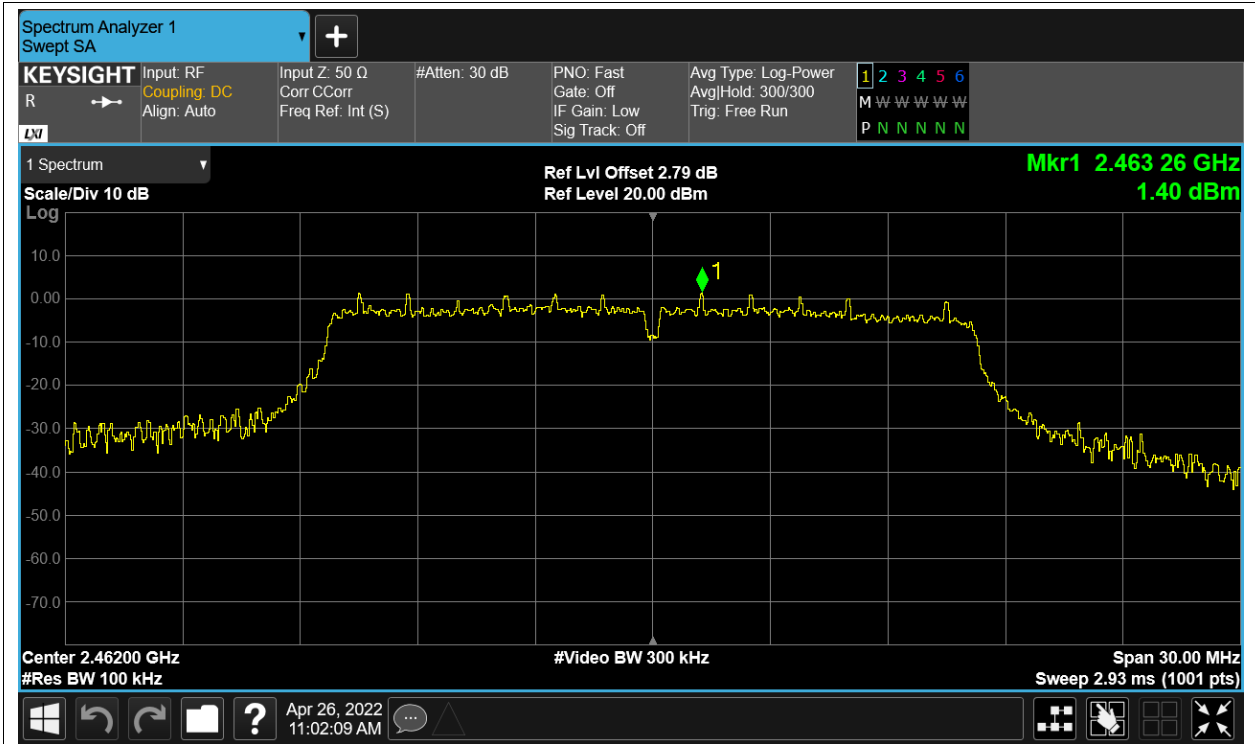 Spectrum Analyzer 1
Swept SA
KEYSIGHT
R
LXI
Input: RF
Coupling: DC
Align: Auto
Input Z: 50 Ω
Corr CCorr
Freq Ref: Int (S)
#Atten: 30 dB
PNO: Fast
Gate: Off
IF Gain: Low
Sig Track: Off
Avg Type: Log-Power
Avg|Hold: 300/300
Trig: Free Run
1 2 3 4 5 6
M W W W W W
P N N N N N
1 Spectrum
Scale/Div 10 dB
Log
Ref Lvl Offset 2.79 dB
Ref Level 20.00 dBm
Mkr1 2.463 26 GHz
1.40 dBm
1
10.0
0.00
-10.0
-20.0
-30.0
-40.0
-50.0
-60.0
-70.0
Center 2.46200 GHz
#Video BW 300 kHz
Span 30.00 MHz
#Res BW 100 kHz
Sweep 2.93 ms (1001 pts)
?
Apr 26, 2022
11:02:09 AM